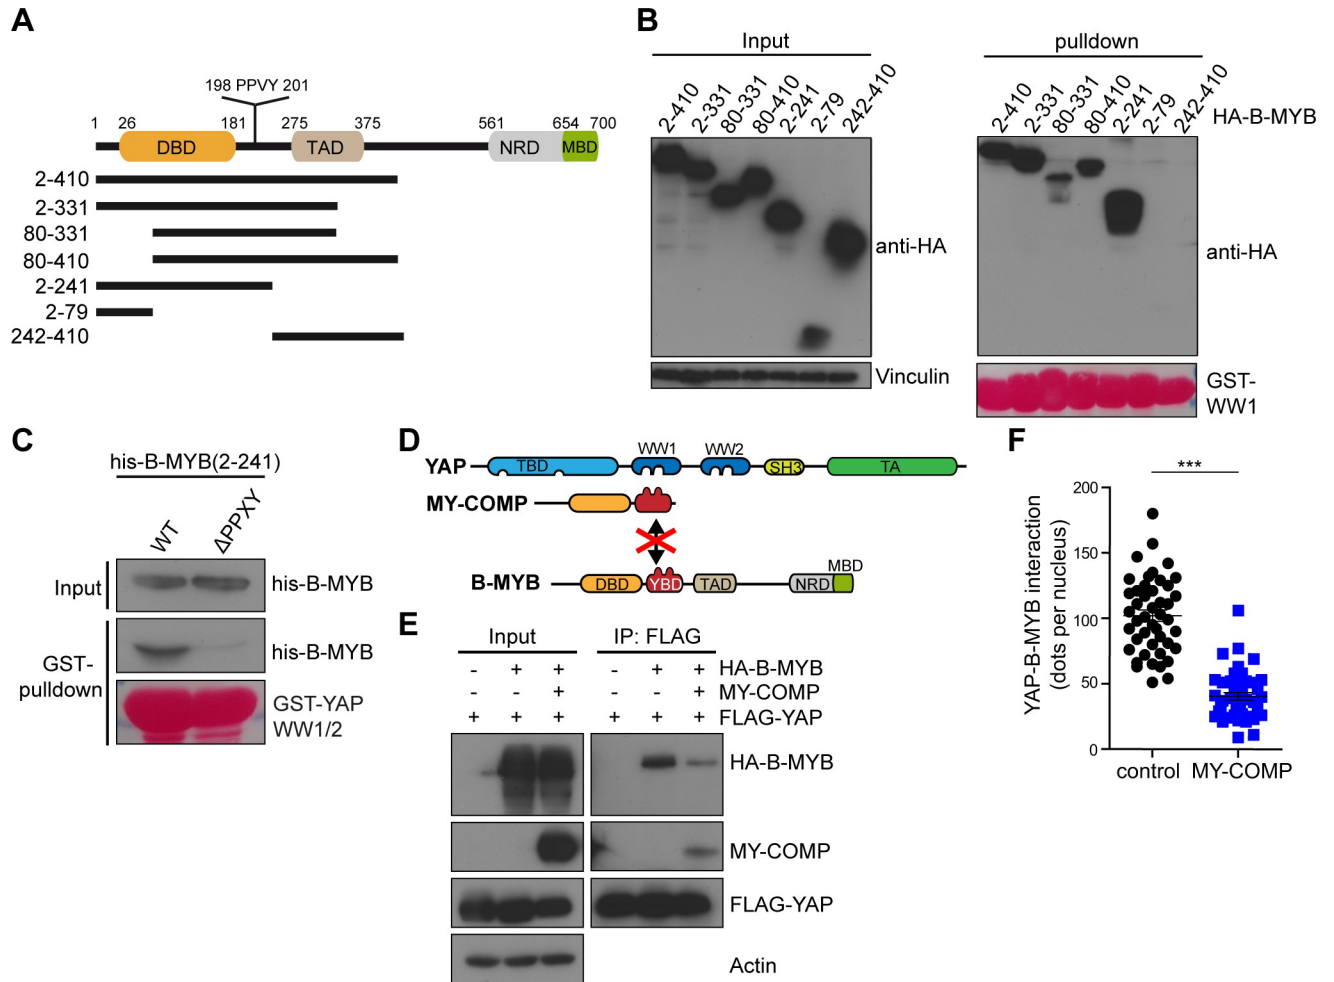 A
198 PPVY 201
1 26 181 275 375 561 654 700
DBD TAD NRD MBD
2-410
2-331
80-331
80-410
2-241
2-79
242-410
B
Input pulldown
2-410 2-331 80-331 80-410 2-241 2-79 242-410
2-410 2-331 80-331 80-410 2-241 2-79 242-410 HA-B-MYB
anti-HA
anti-HA
Vinculin
GST-
WW1
C
his-B-MYB(2-241)
WT ΔPPXY
Input his-B-MYB
his-B-MYB
GST-
pulldown
GST-YAP
WW1/2
D
YAP TBD WW1 WW2 SH3 TA
MY-COMP
B-MYB DBD YBD TAD NRD MBD
E
Input IP: FLAG
- + + - + + HA-B-MYB
- - + - - + MY-COMP
+ + + + + + FLAG-YAP
HA-B-MYB
MY-COMP
FLAG-YAP
Actin
F
***
YAP-B-MYB interaction
(dots per nucleus)
200
150
100
50
0
control MY-COMP